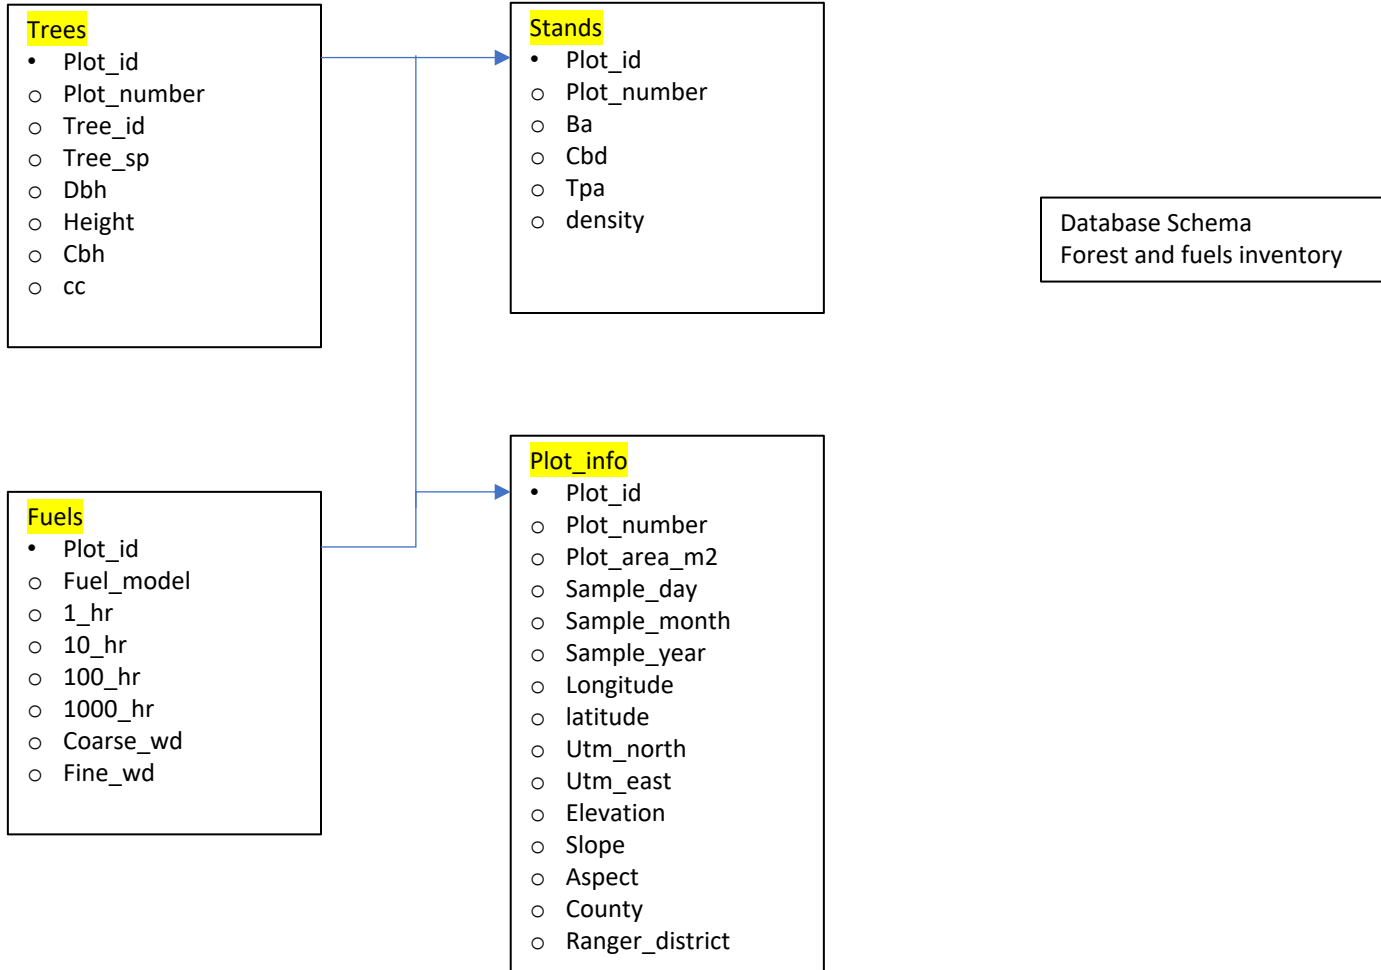 Trees
• Plot_id
o Plot_number
o Tree_id
o Tree_sp
o Dbh
o Height
o Cbh
o cc
Stands
• Plot_id
o Plot_number
o Ba
o Cbd
o Tpa
o density
Database Schema
Forest and fuels inventory
Fuels
• Plot_id
o Fuel_model
o 1_hr
o 10_hr
o 100_hr
o 1000_hr
o Coarse_wd
o Fine_wd
Plot_info
• Plot_id
o Plot_number
o Plot_area_m2
o Sample_day
o Sample_month
o Sample_year
o Longitude
o latitude
o Utm_north
o Utm_east
o Elevation
o Slope
o Aspect
o County
o Ranger_district